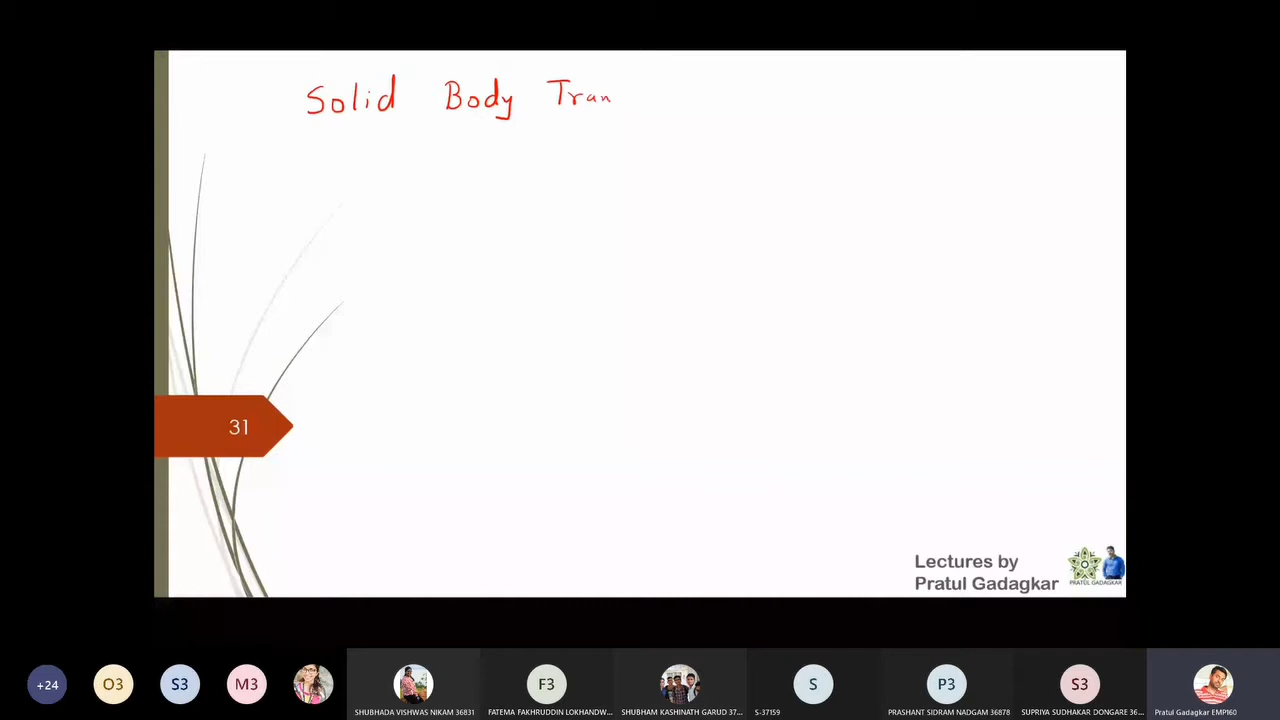 Solid Body Tran
31
Lectures by
Pratul Gadagkar
PRATUL GADAGKAR
+24
O3
S3
M3
F3
S
P3
S3
SHUBHADA VISHWAS NIKAM 36831
FATEMA FAKHRUDDIN LOKHANDW...
SHUBHAM KASHINATH GARUD 37...
S-37159
PRASHANT SIDRAM NADGAM 36878
SUPRIYA SUDHAKAR DONGARE 36...
Pratul Gadagkar EMP160